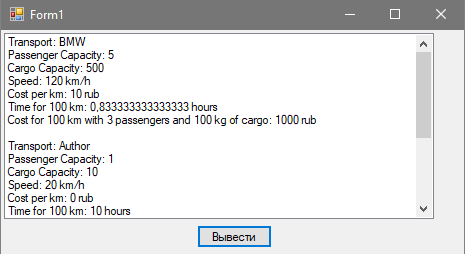 Form1
Transport: BMW
Passenger Capacity: 5
Cargo Capacity: 500
Speed: 120 km/h
Cost per km: 10 rub
Time for 100 km: 0,833333333333333 hours
Cost for 100 km with 3 passengers and 100 kg of cargo: 1000 rub
Transport: Author
Passenger Capacity: 1
Cargo Capacity: 10
Speed: 20 km/h
Cost per km: 0 rub
Time for 100 km: 10 hours
Вывести